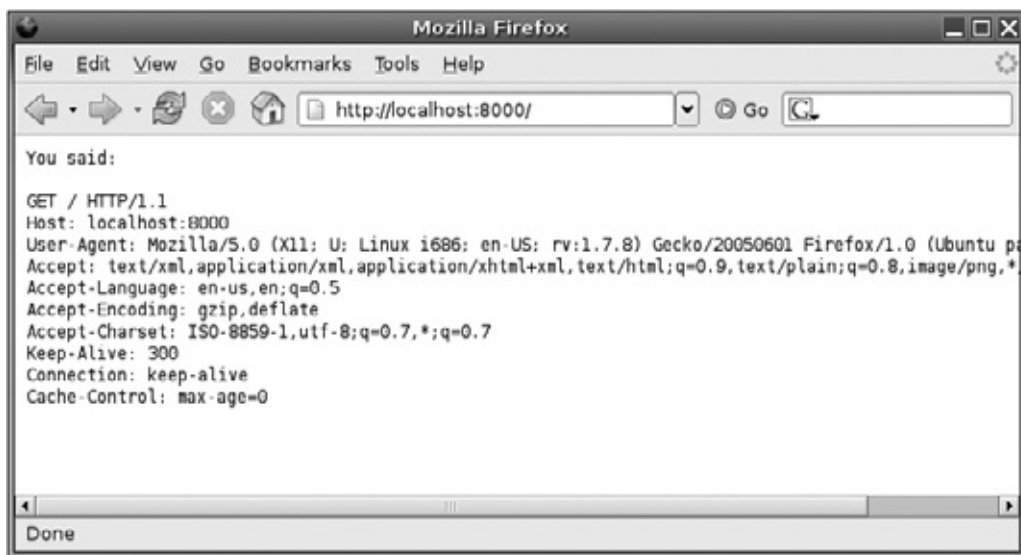 Mozilla Firefox
File Edit View Go Bookmarks Tools Help
http://localhost:8000/ Go G
You said:
GET / HTTP/1.1
Host: localhost:8000
User-Agent: Mozilla/5.0 (X11; U; Linux i686; en-US; rv:1.7.8) Gecko/20050601 Firefox/1.0 (Ubuntu pa
Accept: text/xml,application/xml,application/xhtml+xml,text/html;q=0.9,text/plain;q=0.8,image/png,*
Accept-Language: en-us,en;q=0.5
Accept-Encoding: gzip,deflate
Accept-Charset: ISO-8859-1,utf-8;q=0.7,*;q=0.7
Keep-Alive: 300
Connection: keep-alive
Cache-Control: max-age=0
Done